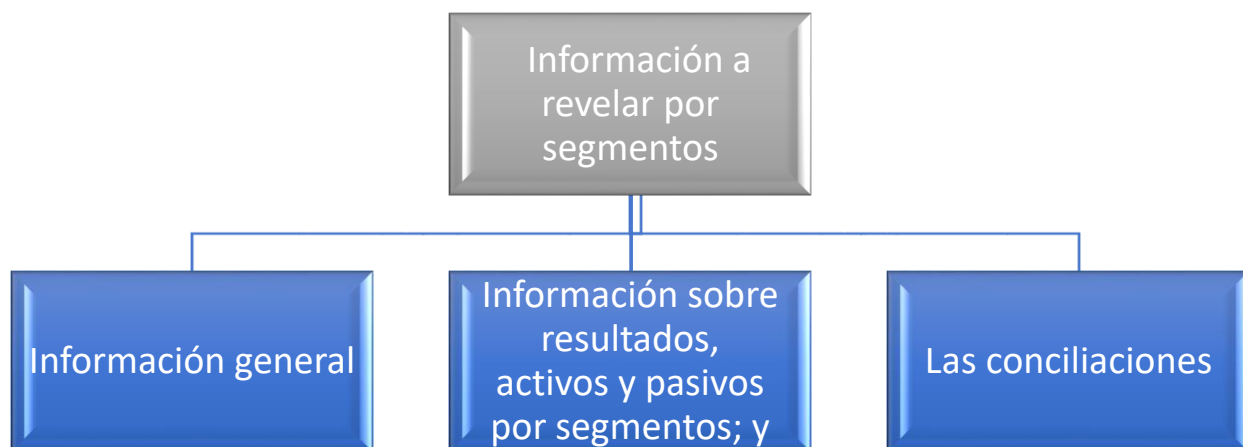 Información a
revelar por
segmentos
Información general
Información sobre
resultados,
activos y pasivos
por segmentos; y
Las conciliaciones